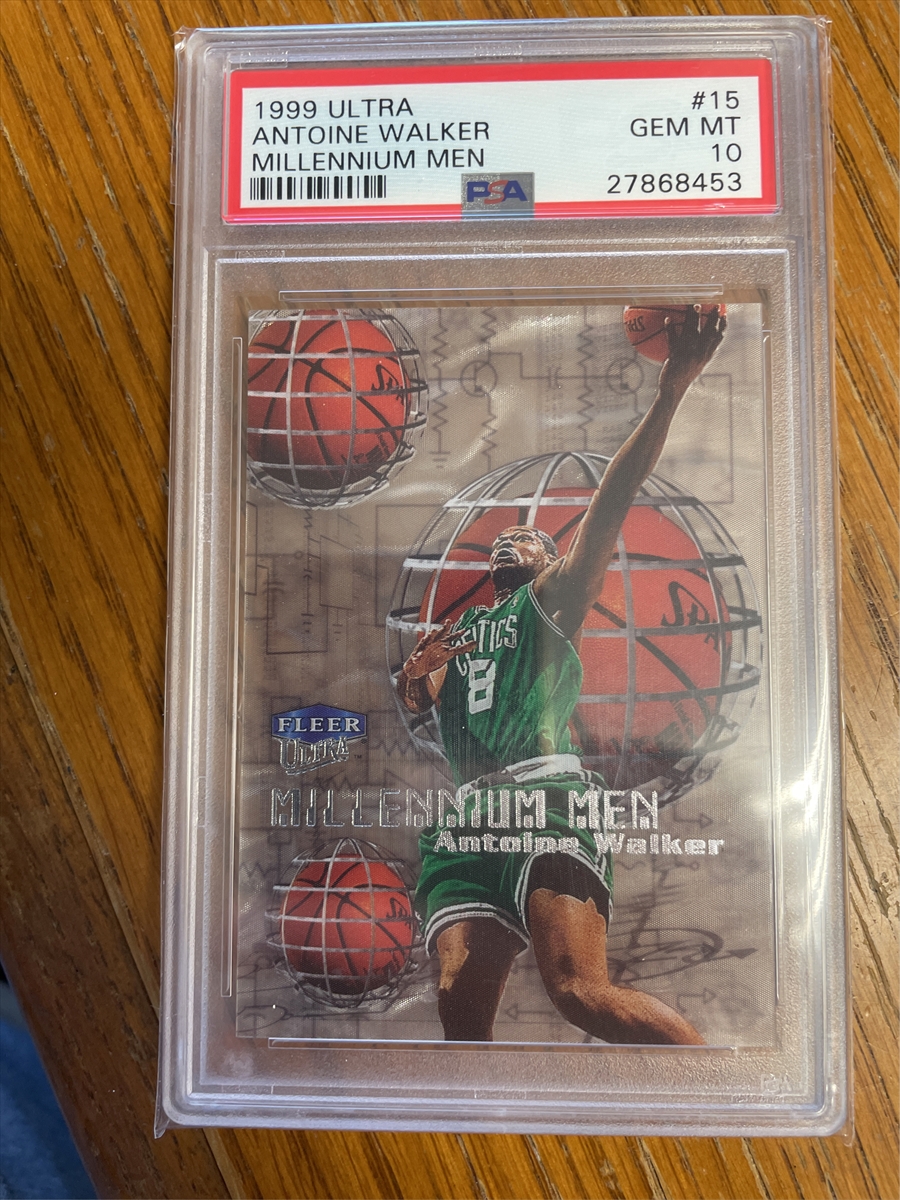 1999 ULTRA
ANTOINE WALKER
MILLENNIUM MEN
#15
GEM MT
10
27868453
PSA
CELTICS
8
FLEER
ULTRA
MILLENNIUM MEN
Antoine Walker
PSA